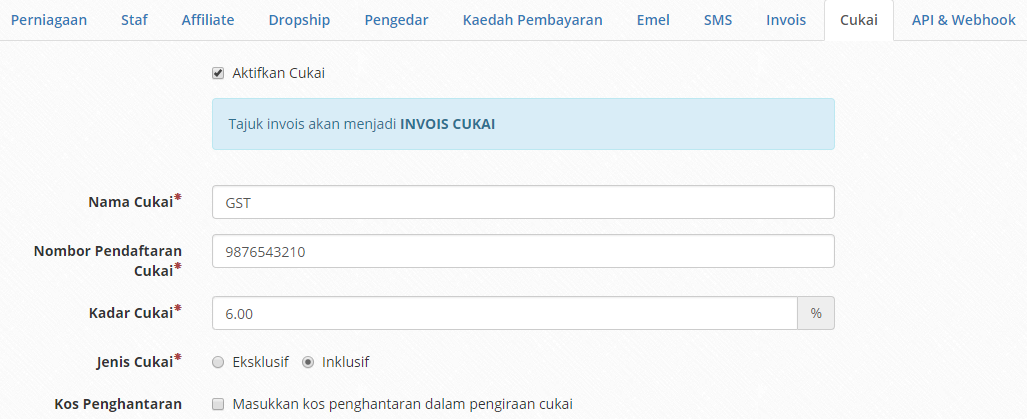 Perniagaan Staf Affiliate Dropship Pengedar Kaedah Pembayaran Emel SMS Invois Cukai API & Webhook
Aktifkan Cukai
Tajuk invois akan menjadi INVOIS CUKAI
Nama Cukai* GST
Nombor Pendaftaran 9876543210
Cukai*
Kadar Cukai* 6.00 %
Jenis Cukai* Eksklusif Inklusif
Kos Penghantaran Masukkan kos penghantaran dalam pengiraan cukai